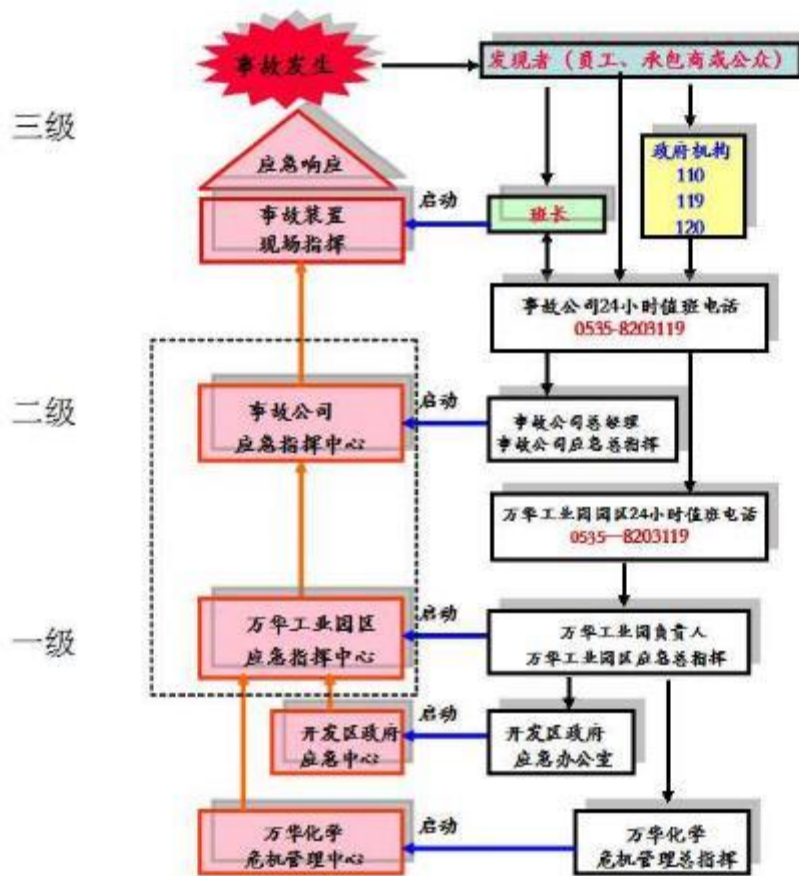 事故发生
发现者（员工、承包商或公众）
三级
应急响应
政府机构
110
119
120
事故装置
现场指挥
启动
班长
事故公司24小时值班电话
0535-8203119
二级
事故公司
应急指挥中心
启动
事故公司总经理
事故公司应急总指挥
万华工业园园区24小时值班电话
0535—8203119
一级
万华工业园区
应急指挥中心
启动
万华工业园负责人
万华工业园区应急总指挥
开发区政府
应急中心
启动
开发区政府
应急办公室
万华化学
危机管理中心
启动
万华化学
危机管理总指挥